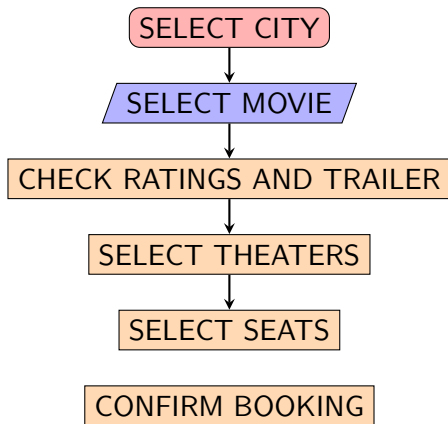 SELECT CITY
SELECT MOVIE
CHECK RATINGS AND TRAILER
SELECT THEATERS
SELECT SEATS
CONFIRM BOOKING